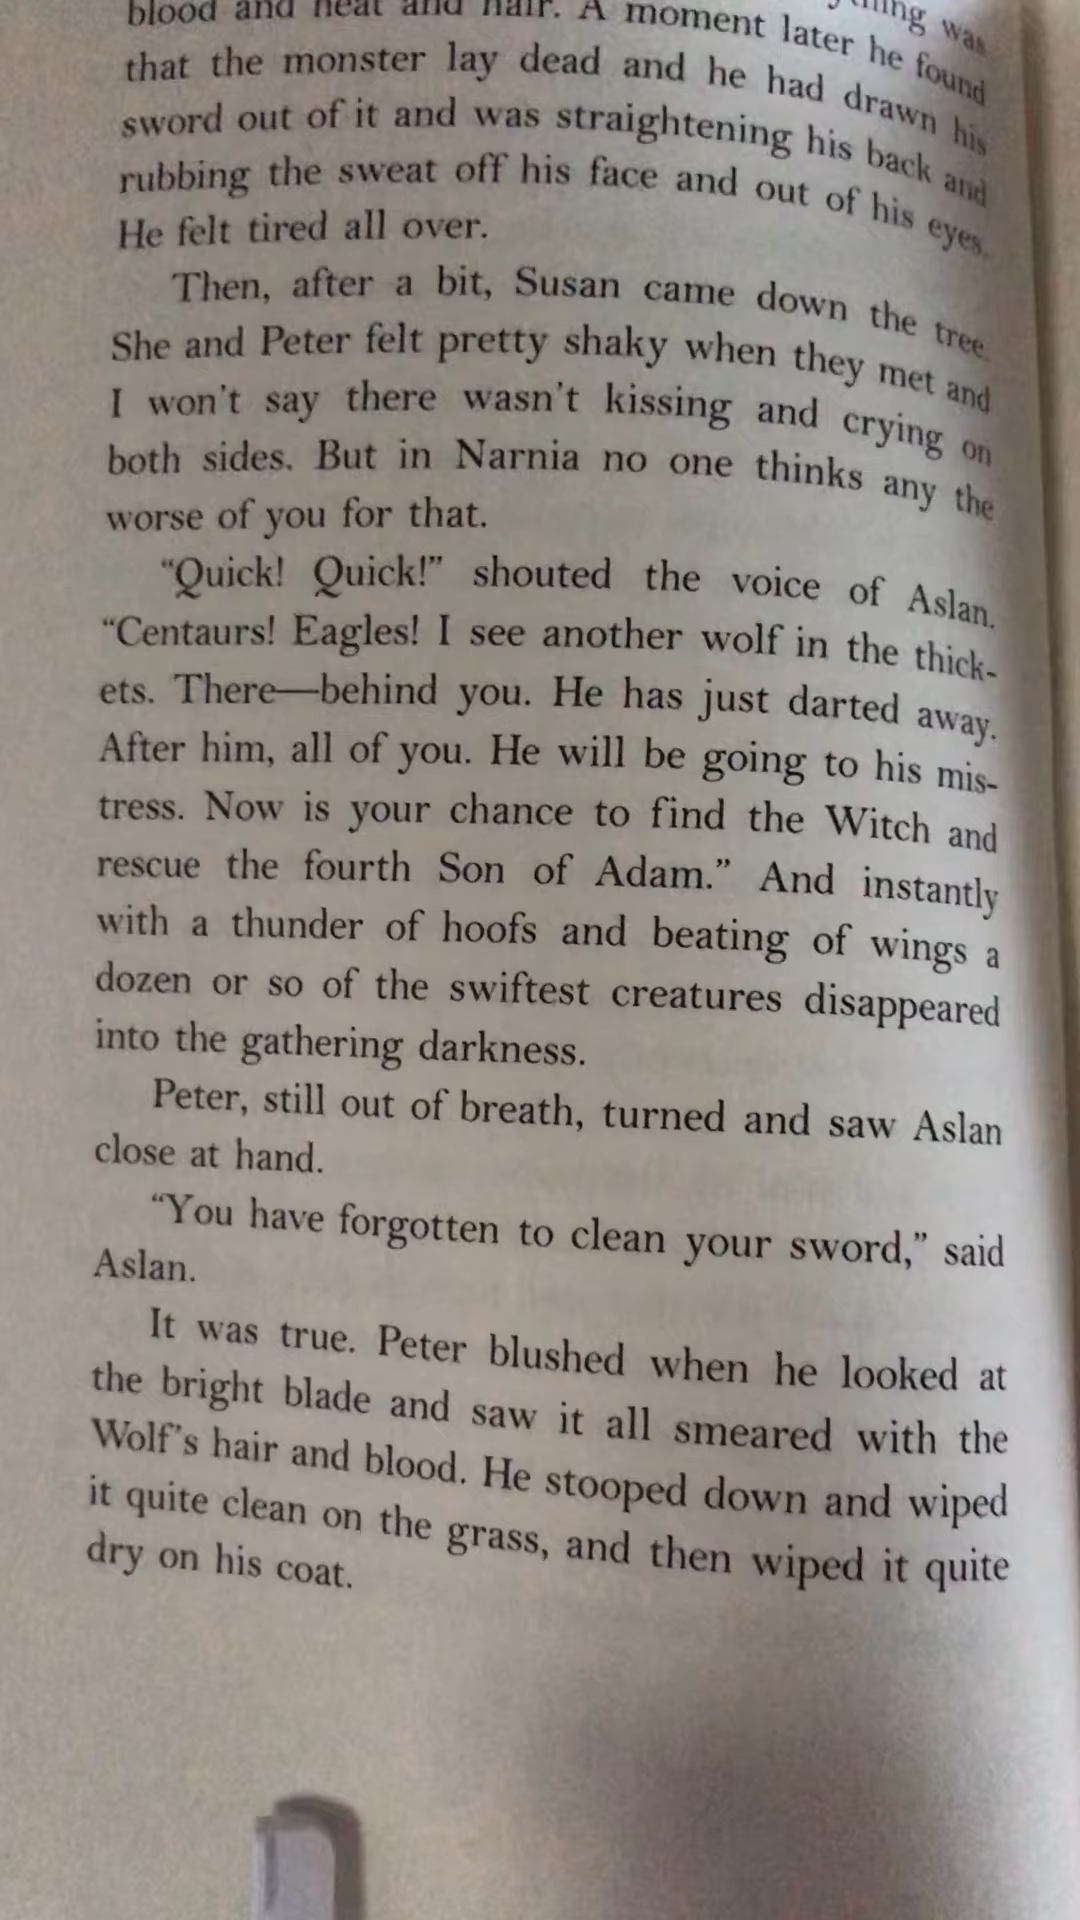 thing was
blood and heat and hair. A moment later he found
that the monster lay dead and he had drawn his
sword out of it and was straightening his back and
rubbing the sweat off his face and out of his eyes.
He felt tired all over.
Then, after a bit, Susan came down the tree.
She and Peter felt pretty shaky when they met and
I won't say there wasn't kissing and crying on
both sides. But in Narnia no one thinks any the
worse of you for that.
“Quick! Quick!” shouted the voice of Aslan.
“Centaurs! Eagles! I see another wolf in the thick-
ets. There—behind you. He has just darted away.
After him, all of you. He will be going to his mis-
tress. Now is your chance to find the Witch and
rescue the fourth Son of Adam.” And instantly
with a thunder of hoofs and beating of wings a
dozen or so of the swiftest creatures disappeared
into the gathering darkness.
Peter, still out of breath, turned and saw Aslan
close at hand.
“You have forgotten to clean your sword,” said
Aslan.
It was true. Peter blushed when he looked at
the bright blade and saw it all smeared with the
Wolf's hair and blood. He stooped down and wiped
it quite clean on the grass, and then wiped it quite
dry on his coat.